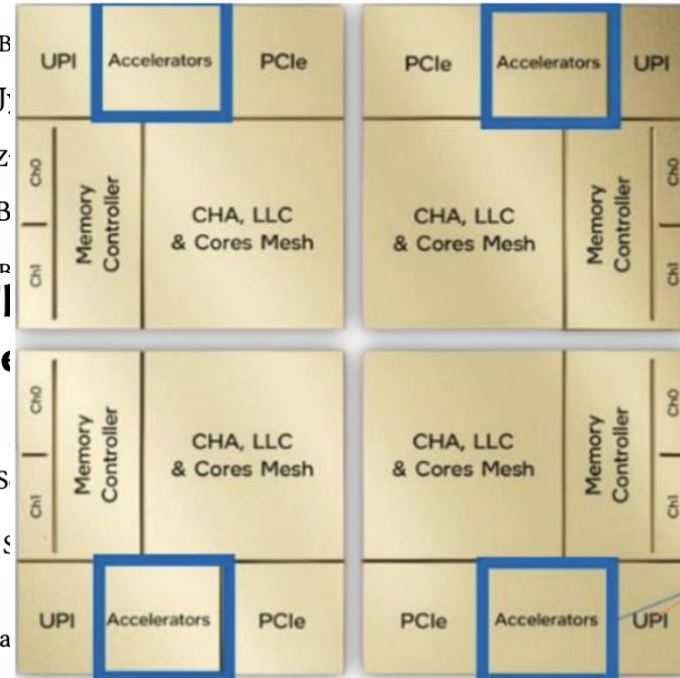 UPI Accelerators PCIe
PCIe Accelerators UPI
Ch0
Ch1
Memory
Controller
CHA, LLC
& Cores Mesh
CHA, LLC
& Cores Mesh
Memory
Controller
Ch0
Ch1
Ch0
Ch1
Memory
Controller
CHA, LLC
& Cores Mesh
CHA, LLC
& Cores Mesh
Memory
Controller
Ch0
Ch1
UPI Accelerators PCIe
PCIe Accelerators UPI